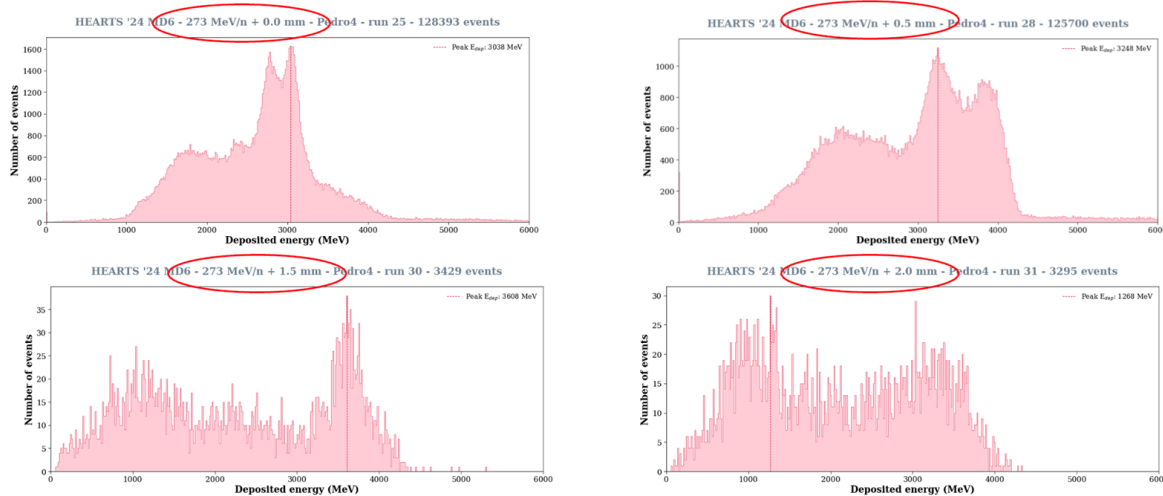 HEARTS '24 MD6 - 273 MeV/n + 0.0 mm - Pedro4 - run 25 - 128393 events
Peak E_dep: 3038 MeV
1600
1400
1200
1000
800
600
400
200
0
Number of events
0 1000 2000 3000 4000 5000 6000
Deposited energy (MeV)
HEARTS '24 MD6 - 273 MeV/n + 0.5 mm - Pedro4 - run 28 - 125700 events
Peak E_dep: 3248 MeV
1000
800
600
400
200
0
Number of events
0 1000 2000 3000 4000 5000 6000
Deposited energy (MeV)
HEARTS '24 MD6 - 273 MeV/n + 1.5 mm - Pedro4 - run 30 - 3429 events
Peak E_dep: 3608 MeV
35
30
25
20
15
10
5
0
Number of events
0 1000 2000 3000 4000 5000 6000
Deposited energy (MeV)
HEARTS '24 MD6 - 273 MeV/n + 2.0 mm - Pedro4 - run 31 - 3295 events
Peak E_dep: 1268 MeV
30
25
20
15
10
5
0
Number of events
0 1000 2000 3000 4000 5000 6000
Deposited energy (MeV)